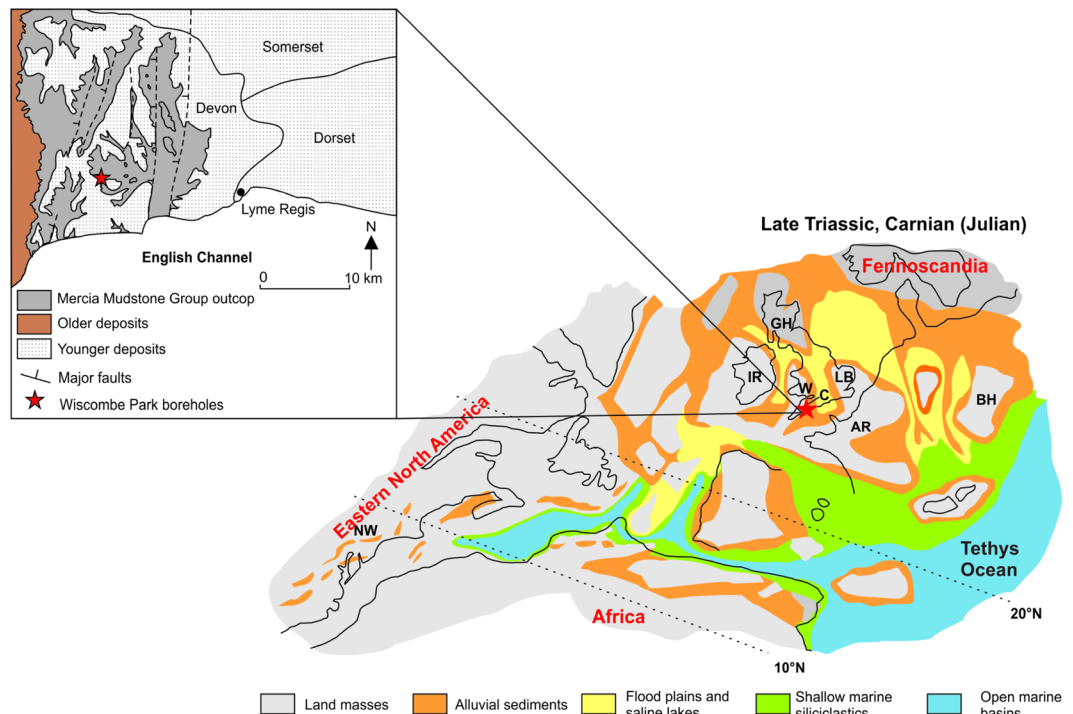 Somerset
Devon
Dorset
Lyme Regis
English Channel
N
0 10 km
Mercia Mudstone Group outcop
Older deposits
Younger deposits
Major faults
Wiscombe Park boreholes
Late Triassic, Carnian (Julian)
Fennoscandia
GH
IR
W
C
LB
AR
BH
Eastern North America
NW
Tethys
Ocean
Africa
20°N
10°N
Land masses
Alluvial sediments
Flood plains and
saline lakes
Shallow marine
siliciclastics
Open marine
basins